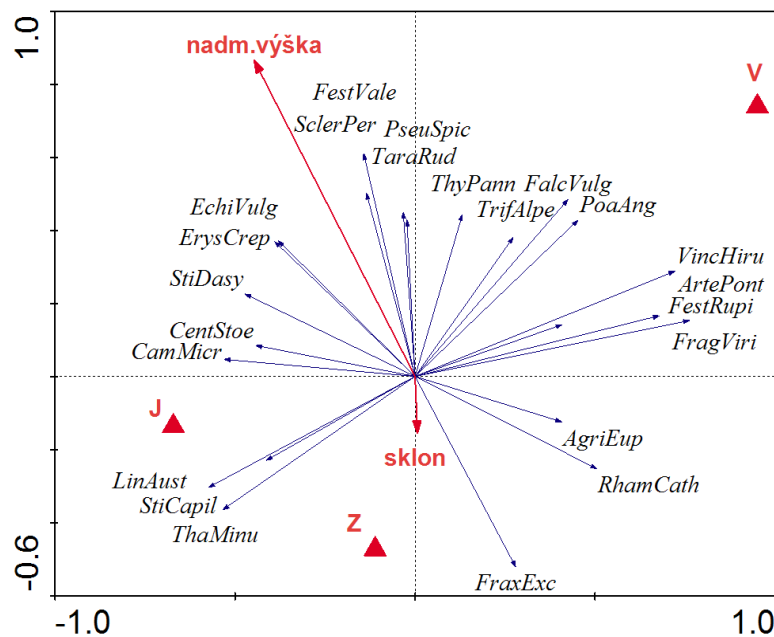 1.0
nadm.výška
V
FestVale
SclerPer
PseuSpic
TaraRud
ThyPann
FalcVulg
TrifAlpe
PoaAng
EchiVulg
ErysCrep
VincHiru
StiDasy
ArtePont
FestRupi
CentStoe
CamMicr
FragViri
J
AgriEup
sklon
LinAust
RhamCath
StiCapil
Z
ThaMinu
FraxExc
-0.6
-1.0
1.0